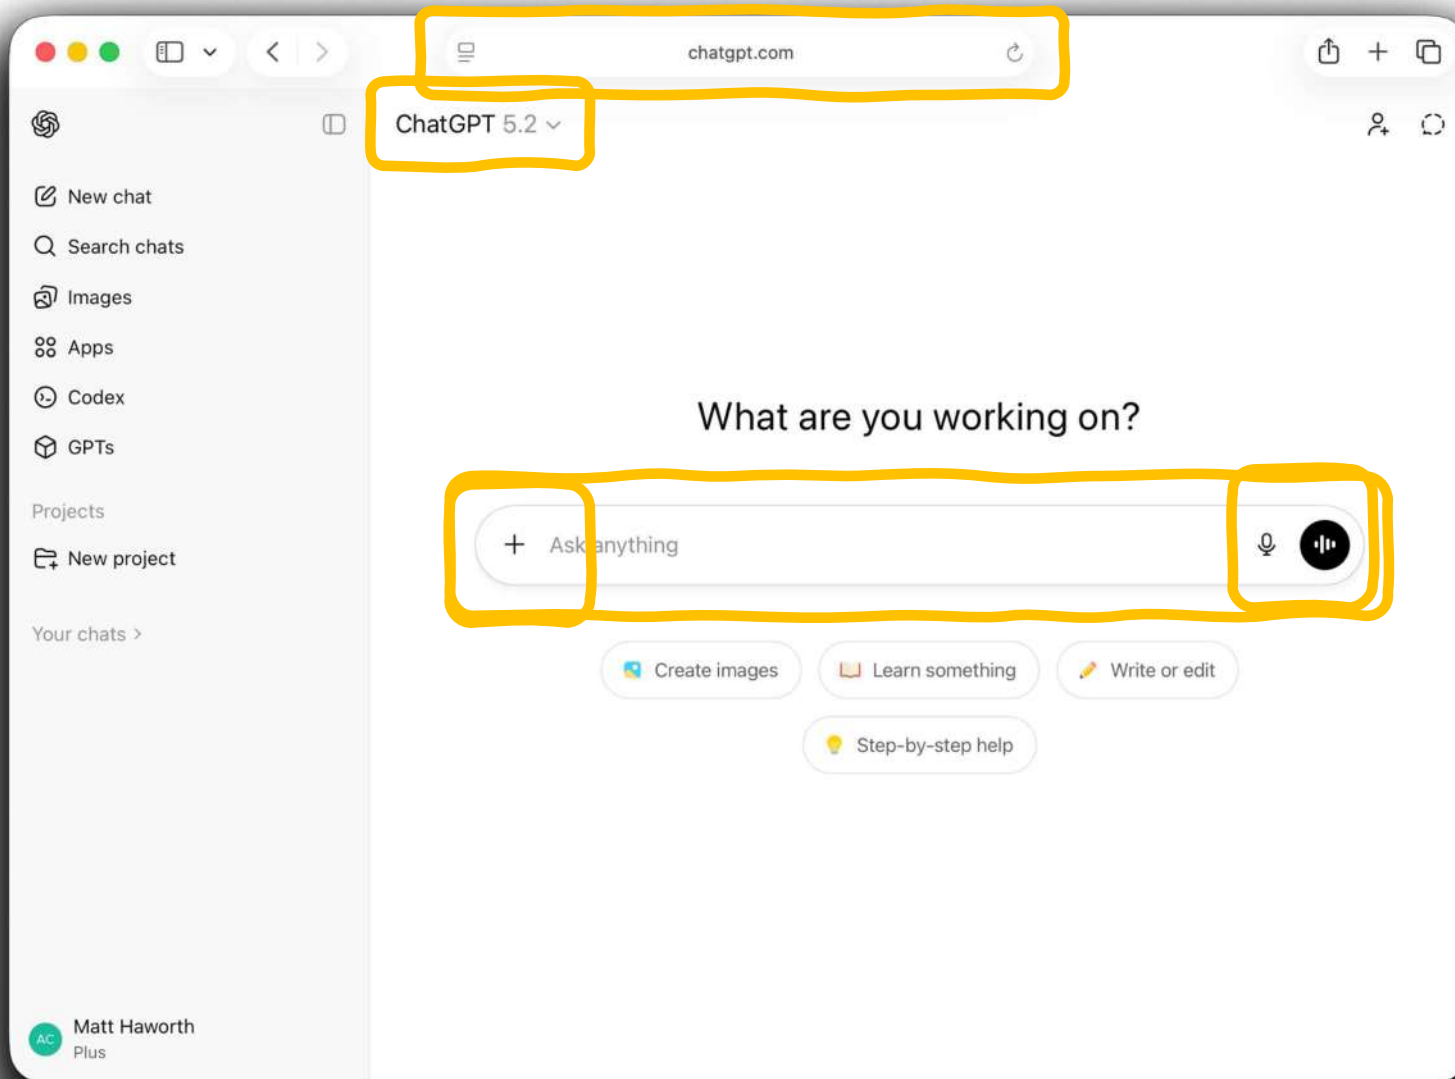 chatgpt.com
ChatGPT 5.2
New chat
Search chats
Images
Apps
Codex
GPTs
Projects
New project
Your chats
What are you working on?
Ask anything
Create images
Learn something
Write or edit
Step-by-step help
AC
Matt Haworth
Plus